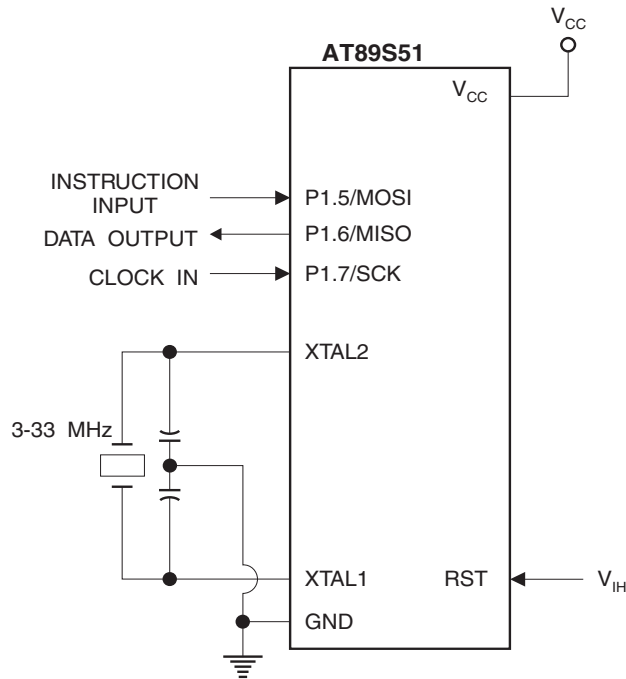 V_CC
AT89S51
V_CC
INSTRUCTION
INPUT
P1.5/MOSI
DATA OUTPUT
P1.6/MISO
CLOCK IN
P1.7/SCK
XTAL2
3-33 MHz
XTAL1
RST
V_IH
GND